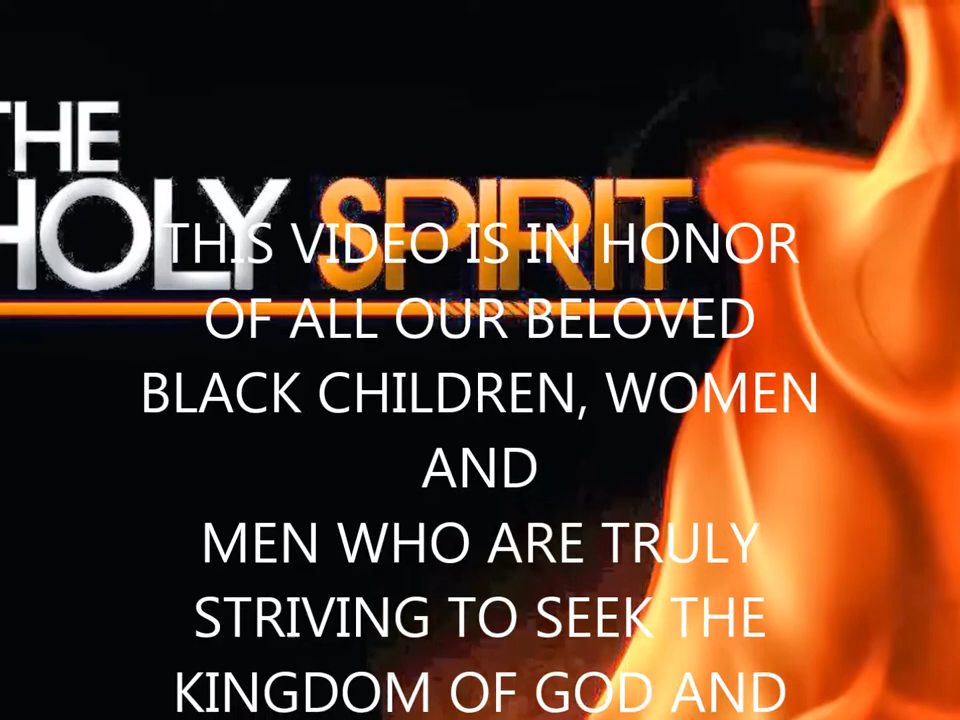 THE
HOLY SPIRIT
THIS VIDEO IS IN HONOR
OF ALL OUR BELOVED
BLACK CHILDREN, WOMEN
AND
MEN WHO ARE TRULY
STRIVING TO SEEK THE
KINGDOM OF GOD AND